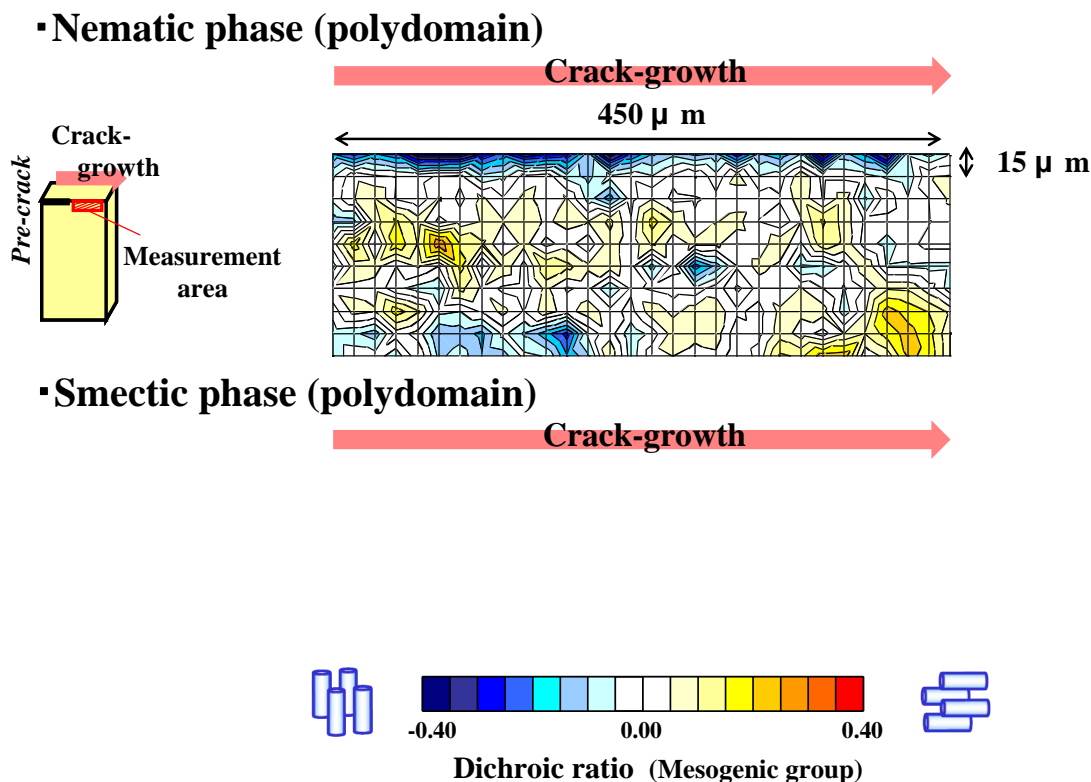 ▪Nematic phase (polydomain)
Crack-growth
450 μ m
15 μ m
Pre-crack
Crack-
growth
Measurement
area
▪Smectic phase (polydomain)
Crack-growth
-0.40
0.00
0.40
Dichroic ratio (Mesogenic group)